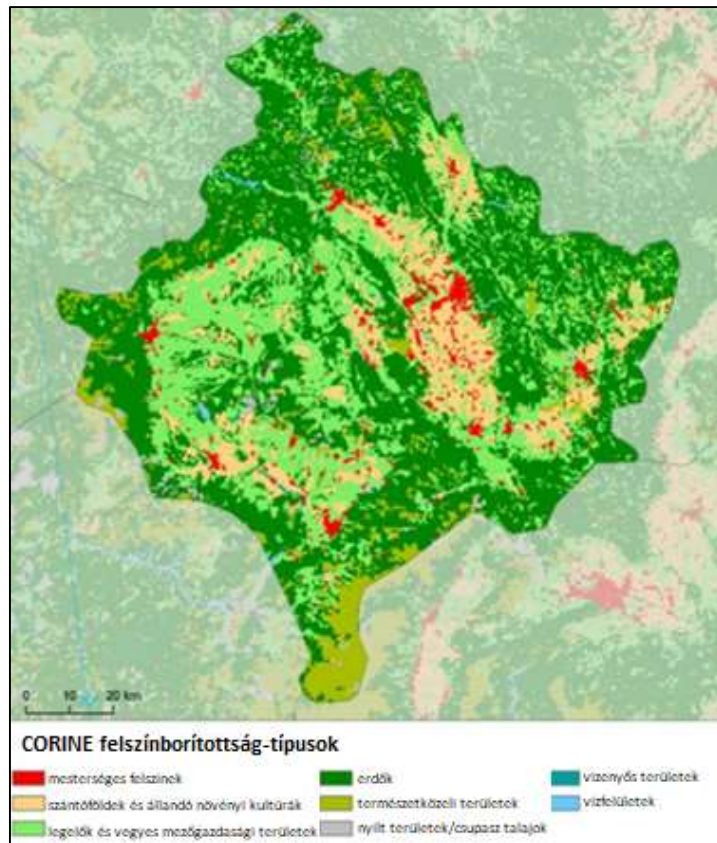 0 10 20 km
CORINE felszínborítottság-típusok
mesterséges felszínek
erdők
vizenyős területek
szántóföldek és állandó növényi kultúrák
természetközeli területek
vízfelületek
legelők és vegyes mezőgazdasági területek
nyílt területek/csupasz talajok